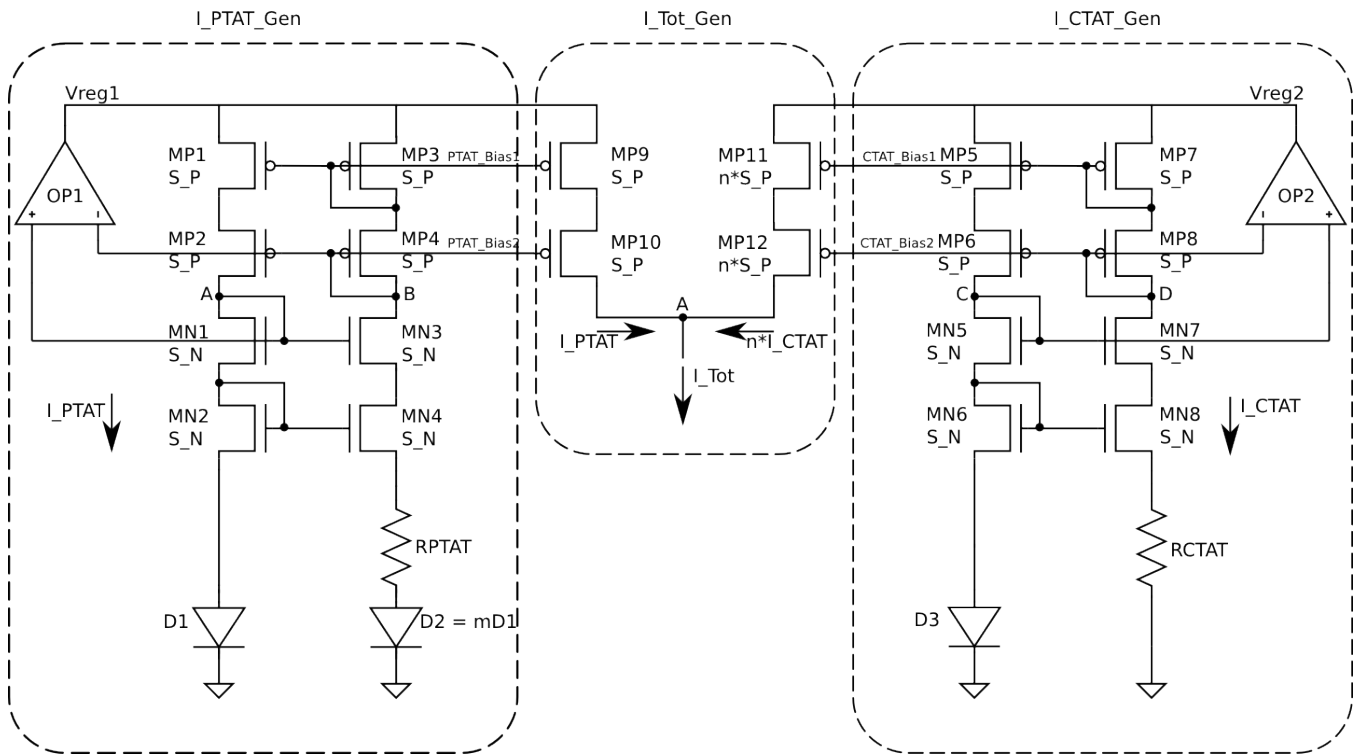 I_PTAT_Gen
I_Tot_Gen
I_CTAT_Gen
Vreg1
Vreg2
OP1
+
-
MP1
S_P
MP3
S_P
PTAT_Bias1
MP9
S_P
MP11
n*S_P
CTAT_Bias1
MP5
S_P
MP7
S_P
OP2
-
+
MP2
S_P
MP4
S_P
PTAT_Bias2
MP10
S_P
MP12
n*S_P
CTAT_Bias2
MP6
S_P
MP8
S_P
A
B
A
C
D
MN1
S_N
MN3
S_N
I_PTAT
n*I_CTAT
MN5
S_N
MN7
S_N
I_Tot
I_PTAT
MN2
S_N
MN4
S_N
MN6
S_N
MN8
S_N
I_CTAT
RPTAT
RCTAT
D1
D2 = mD1
D3